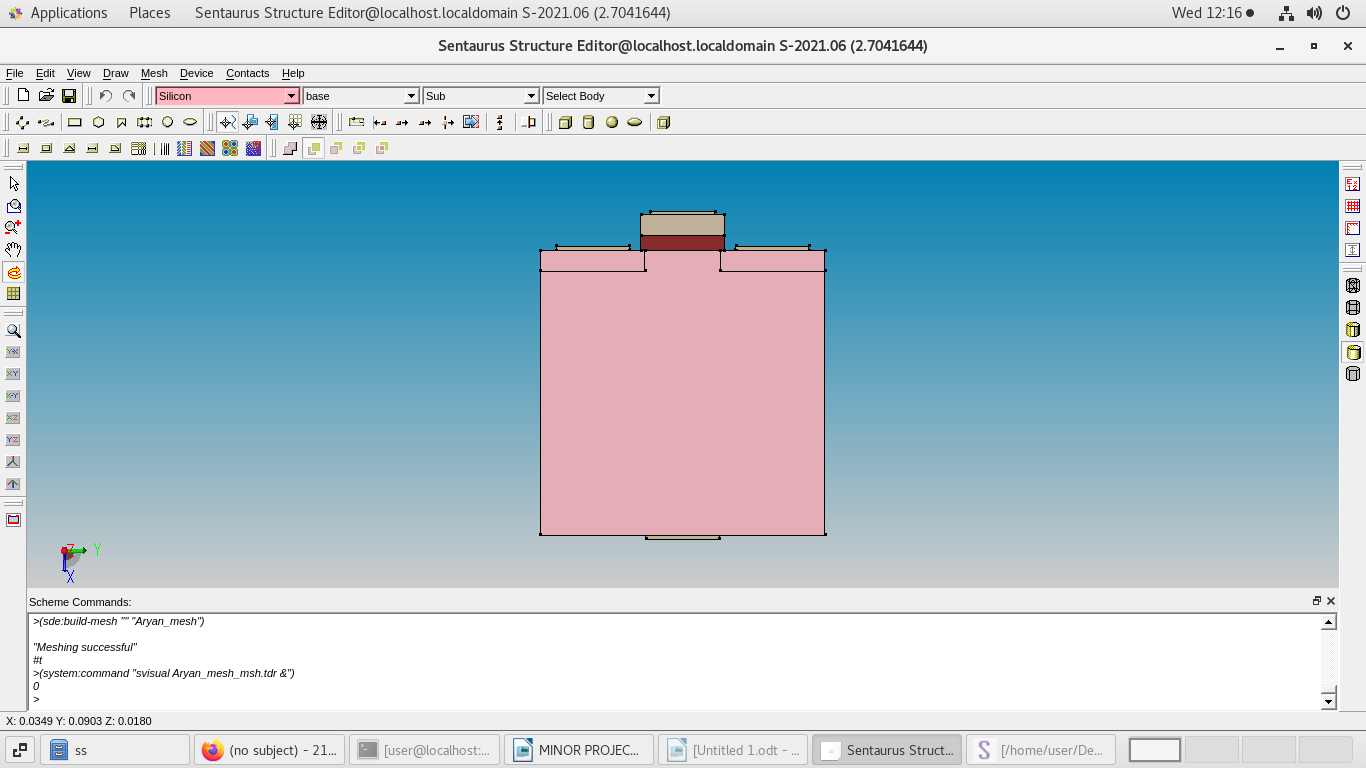 Applications Places Sentaurus Structure Editor@localhost.localdomain S-2021.06 (2.7041644) Wed 12:16
Sentaurus Structure Editor@localhost.localdomain S-2021.06 (2.7041644)
File Edit View Draw Mesh Device Contacts Help
Silicon base Sub Select Body
Z Y
X
Scheme Commands:
>(sde:build-mesh "" "Aryan_mesh")
"Meshing successful"
#t
>(system:command "svisual Aryan_mesh_msh.tdr &")
0
>
X: 0.0349 Y: 0.0903 Z: 0.0180
ss (no subject) - 21... [user@localhost:... MINOR PROJEC... [Untitled 1.odt - ... Sentaurus Struct... [/home/user/De...